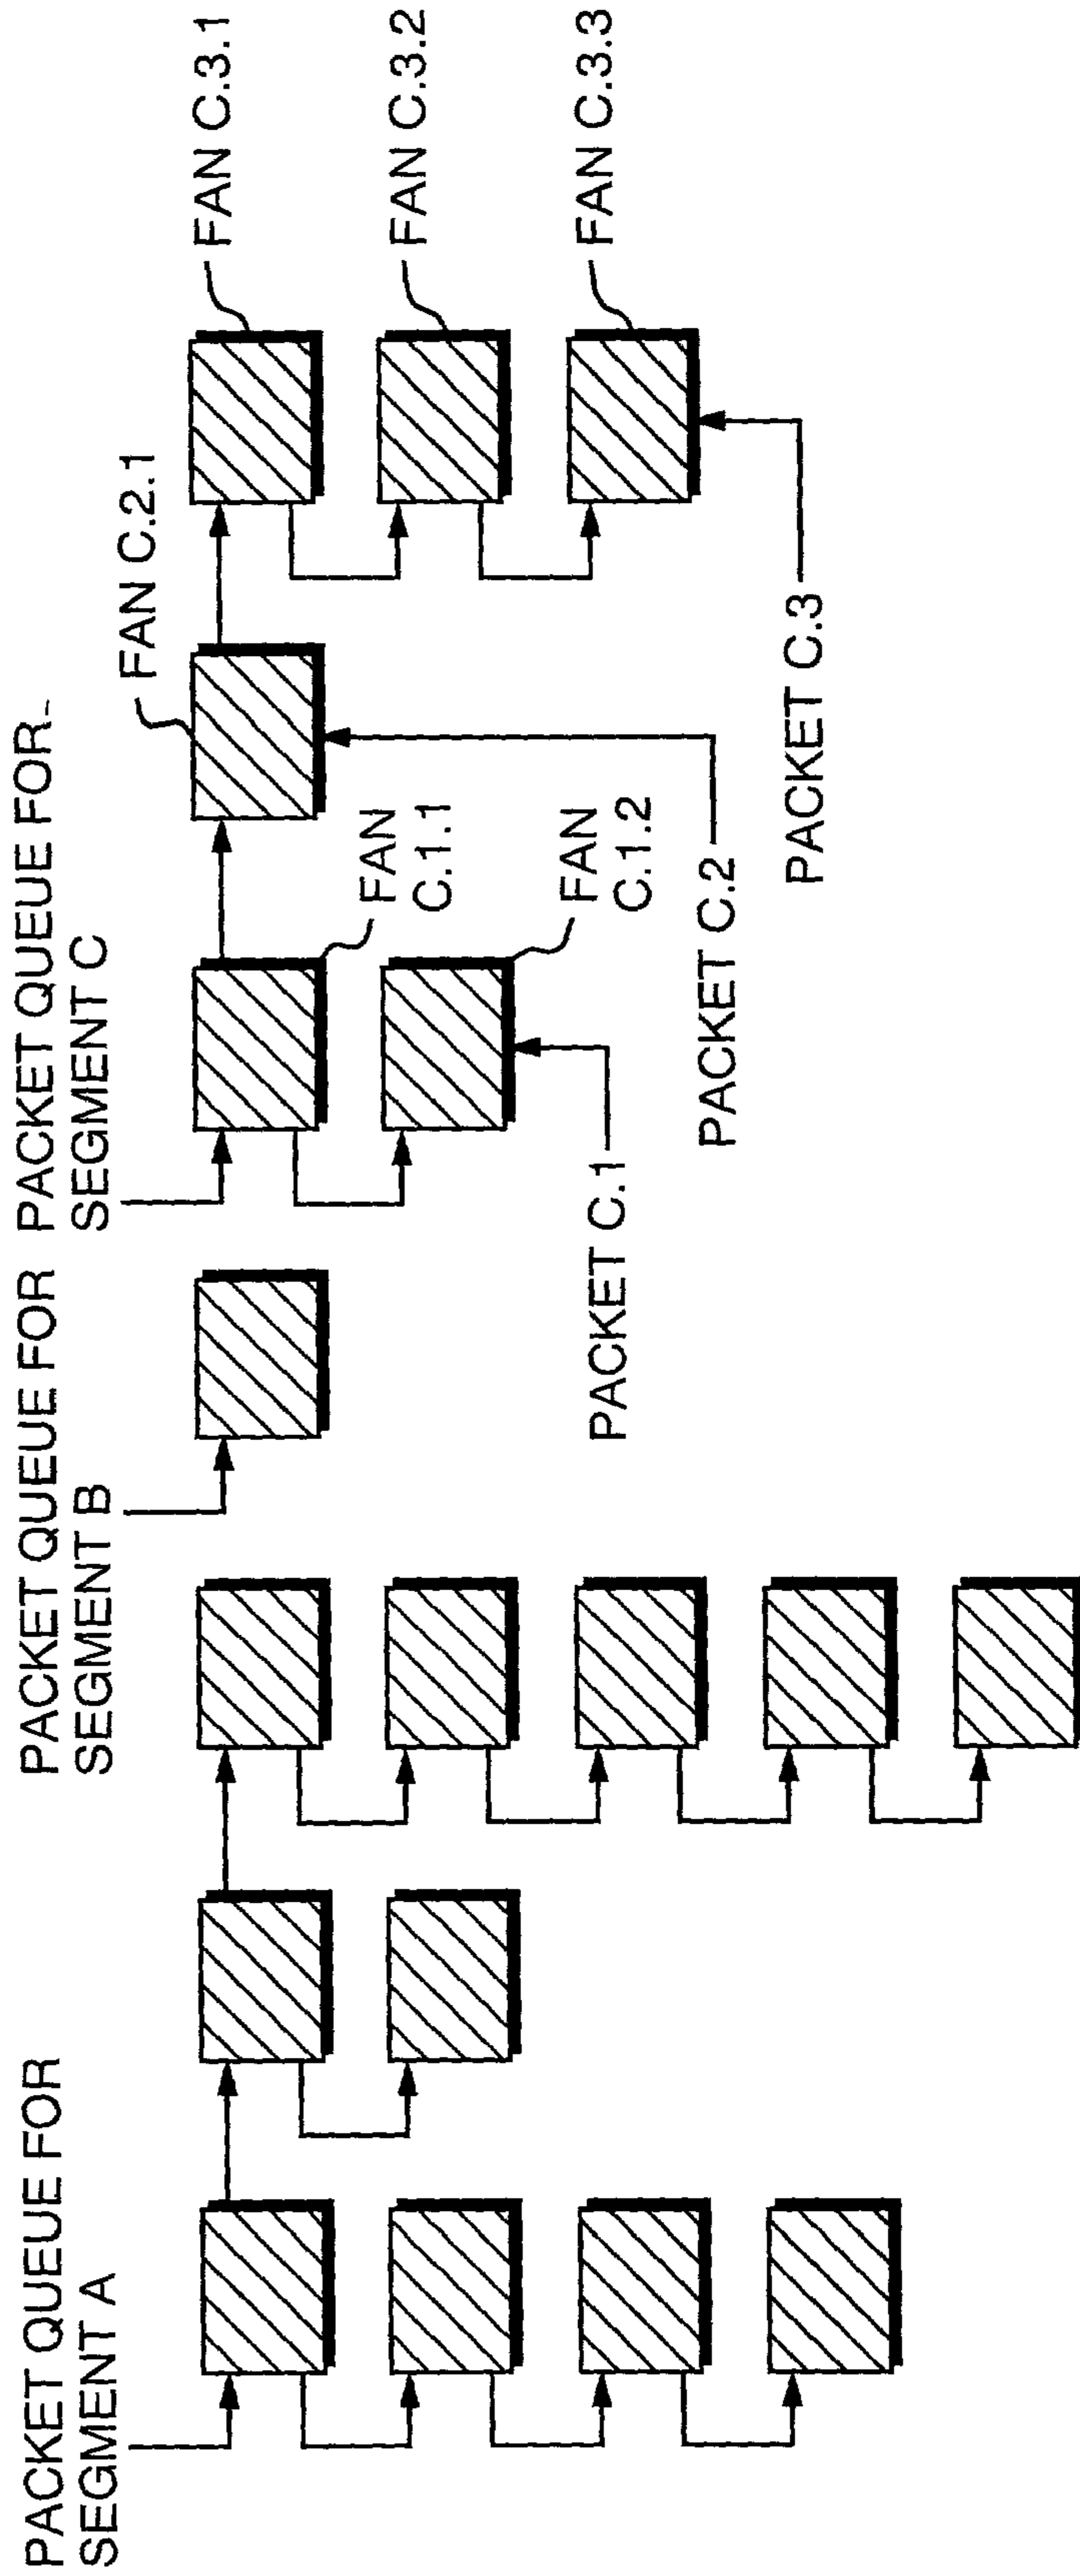 PACKET QUEUE FOR
SEGMENT A
PACKET QUEUE FOR
SEGMENT B
PACKET QUEUE FOR
SEGMENT C
FAN C.2.1
FAN C.3.1
FAN
C.1.1
FAN C.3.2
FAN
C.1.2
FAN C.3.3
PACKET C.1
PACKET C.2
PACKET C.3